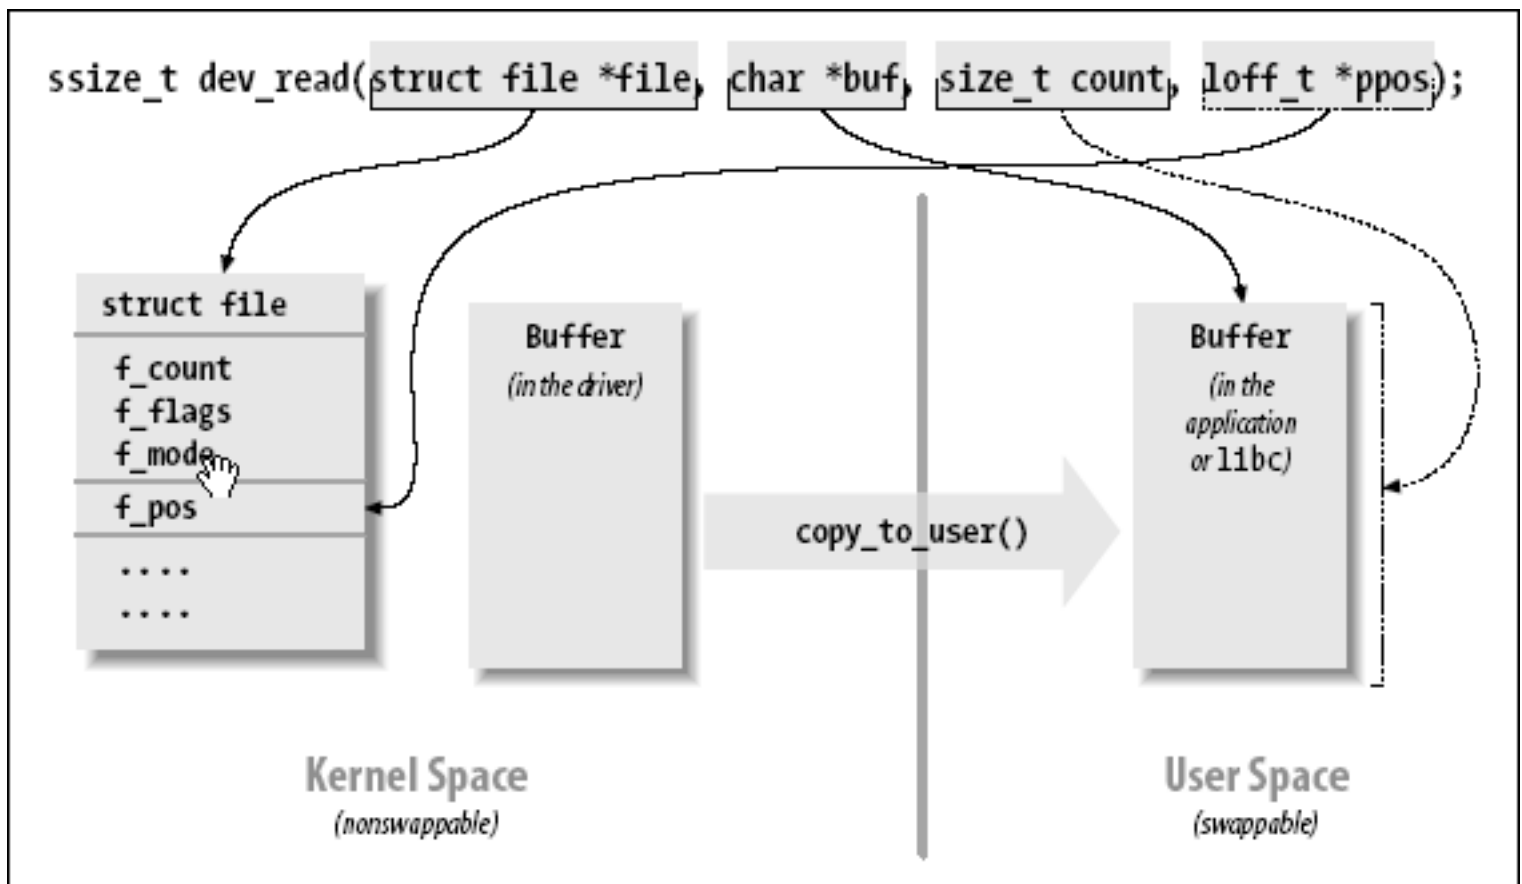 ssize_t dev_read(struct file *file, char *buf, size_t count, loff_t *ppos);
struct file
f_count
f_flags
f_mode
f_pos
....
....
Buffer
(in the driver)
copy_to_user()
Buffer
(in the
application
or libc)
Kernel Space
(nonswappable)
User Space
(swappable)